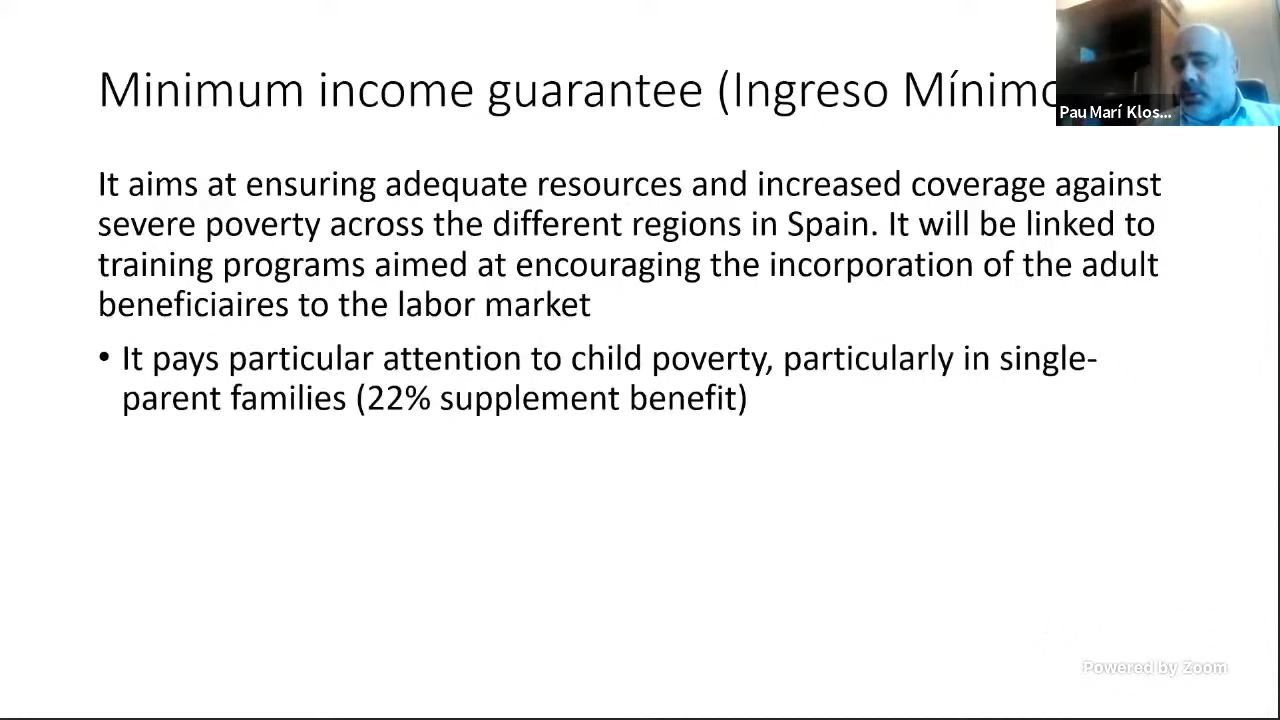 Minimum income guarantee (Ingreso Mínimo
Pau Marí Klos...
It aims at ensuring adequate resources and increased coverage against
severe poverty across the different regions in Spain. It will be linked to
training programs aimed at encouraging the incorporation of the adult
beneficiaires to the labor market
• It pays particular attention to child poverty, particularly in single-
parent families (22% supplement benefit)
Powered by Zoom